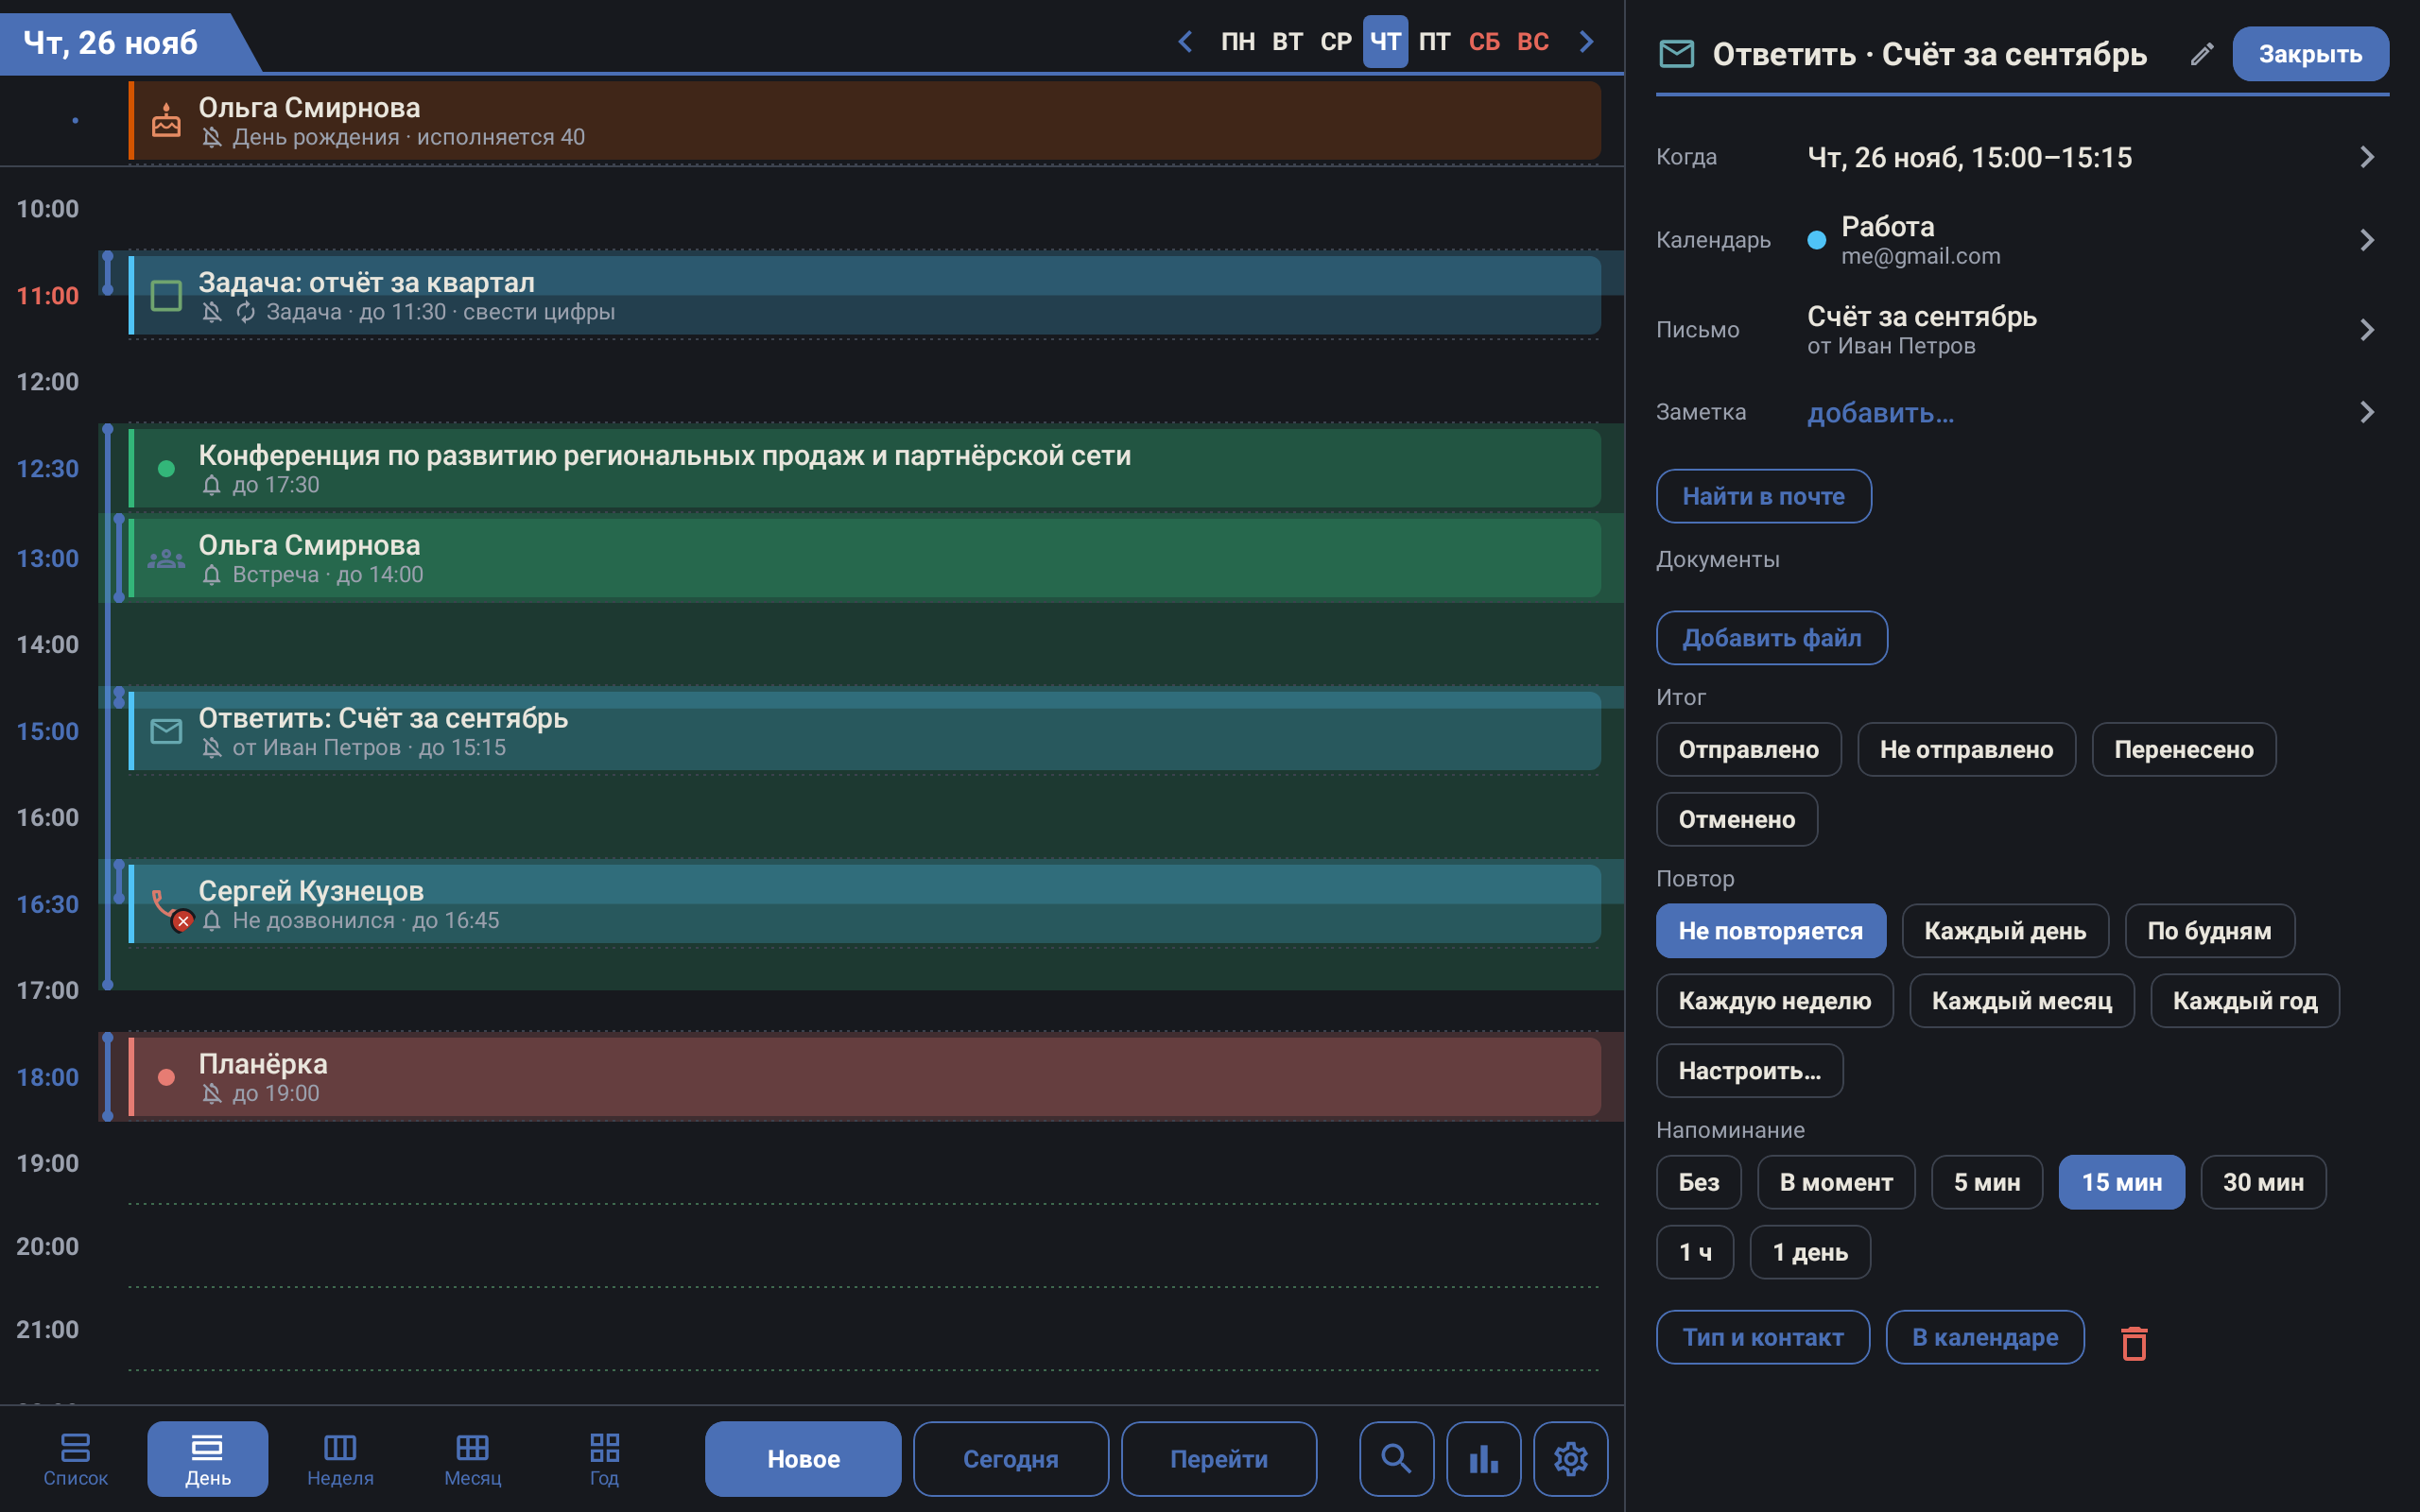 Чт, 26 нояб
ПН ВТ СР ЧТ ПТ СБ ВС
Ольга Смирнова
День рождения · исполняется 40
10:00
11:00
Задача: отчёт за квартал
Задача · до 11:30 · свести цифры
12:00
12:30
Конференция по развитию региональных продаж и партнёрской сети
до 17:30
13:00
Ольга Смирнова
Встреча · до 14:00
14:00
15:00
Ответить: Счёт за сентябрь
от Иван Петров · до 15:15
16:00
16:30
Сергей Кузнецов
Не дозвонился · до 16:45
17:00
18:00
Планёрка
до 19:00
19:00
20:00
21:00
Список
День
Неделя
Месяц
Год
Новое
Сегодня
Перейти
Ответить · Счёт за сентябрь
Закрыть
Когда
Чт, 26 нояб, 15:00–15:15
Календарь
Работа
me@gmail.com
Письмо
Счёт за сентябрь
от Иван Петров
Заметка
добавить…
Найти в почте
Документы
Добавить файл
Итог
Отправлено Не отправлено Перенесено
Отменено
Повтор
Не повторяется Каждый день По будням
Каждую неделю Каждый месяц Каждый год
Настроить…
Напоминание
Без В момент 5 мин 15 мин 30 мин
1 ч 1 день
Тип и контакт В календаре